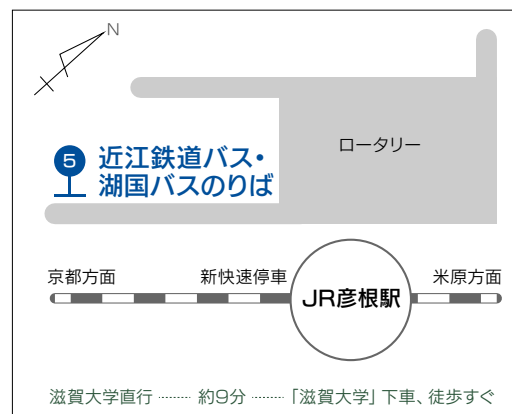 N
ロータリー
5 近江鉄道バス・
湖国バスのりば
京都方面 新快速停車 JR彦根駅 米原方面
滋賀大学直行 ········ 約9分 ········ 「滋賀大学」下車、徒歩すぐ